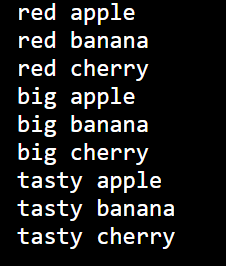 red apple
red banana
red cherry
big apple
big banana
big cherry
tasty apple
tasty banana
tasty cherry